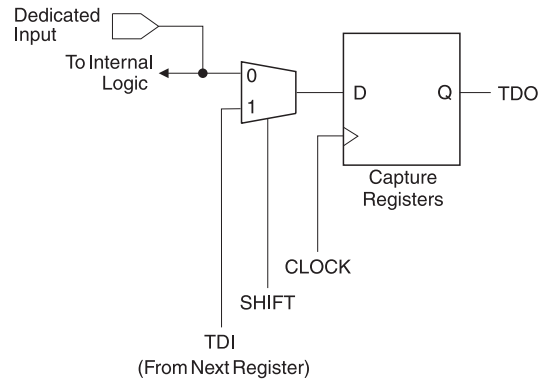 Dedicated
Input
To Internal
Logic
0
1
D
Q
TDO
Capture
Registers
CLOCK
SHIFT
TDI
(From Next Register)